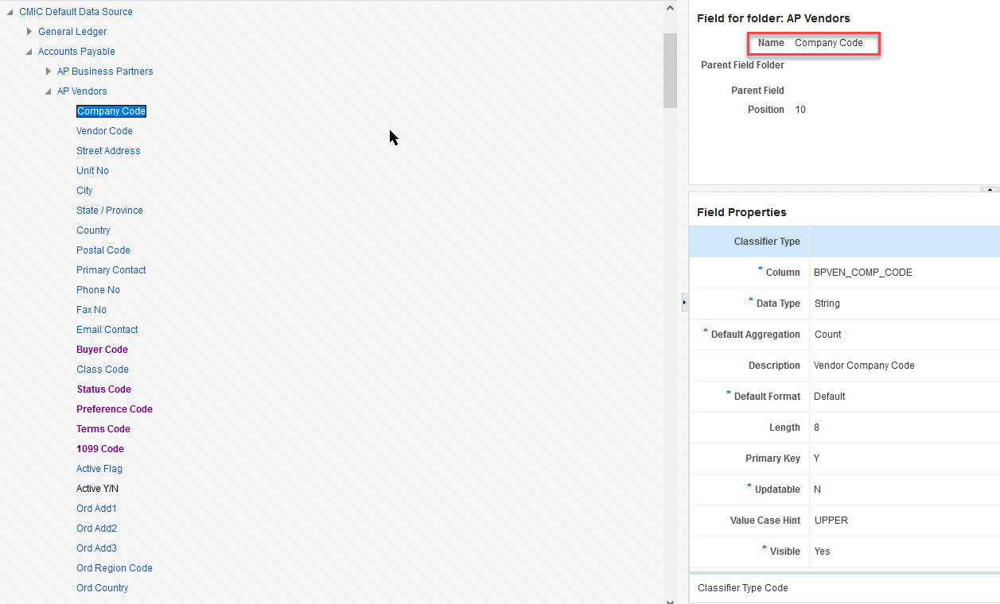 CMiC Default Data Source
General Ledger
Accounts Payable
AP Business Partners
AP Vendors
Company Code
Vendor Code
Street Address
Unit No
City
State / Province
Country
Postal Code
Primary Contact
Phone No
Fax No
Email Contact
Buyer Code
Class Code
Status Code
Preference Code
Terms Code
1099 Code
Active Flag
Active Y/N
Ord Add1
Ord Add2
Ord Add3
Ord Region Code
Ord Country
Field for folder: AP Vendors
Name Company Code
Parent Field Folder
Parent Field
Position 10
Field Properties
Classifier Type
* Column BPVEN_COMP_CODE
* Data Type String
* Default Aggregation Count
Description Vendor Company Code
* Default Format Default
Length 8
Primary Key Y
* Updatable N
Value Case Hint UPPER
* Visible Yes
Classifier Type Code